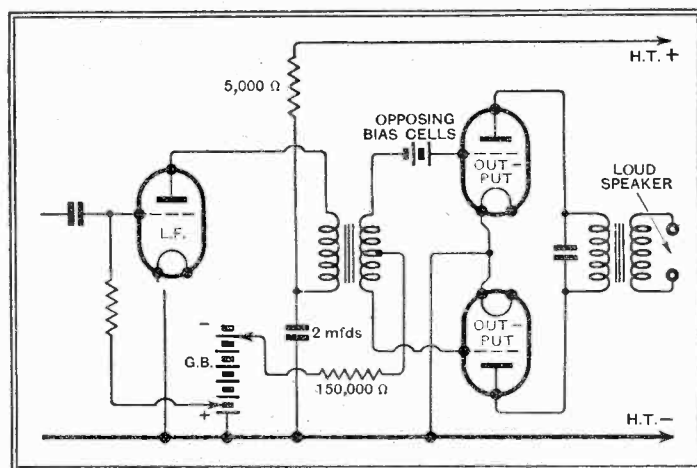 H.T. +
5,000 Ω
OPPOSING
BIAS CELLS
OUT-
PUT
LOUD
SPEAKER
L.F.
-
G.B.
+
2 mfds
150,000 Ω
OUT-
PUT
H.T. -